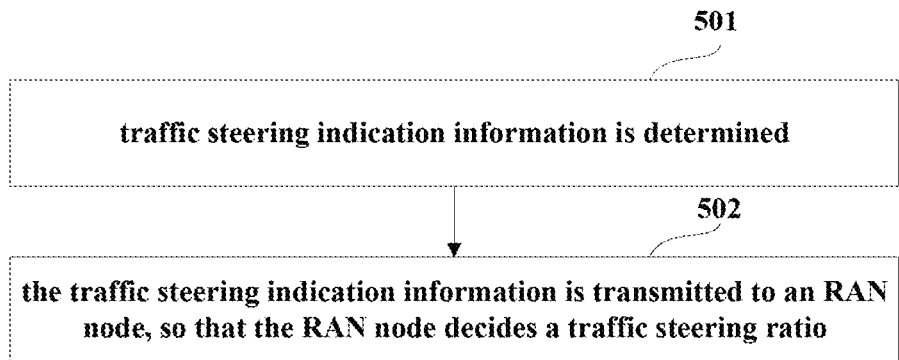 501
traffic steering indication information is determined
502
the traffic steering indication information is transmitted to an RAN
node, so that the RAN node decides a traffic steering ratio